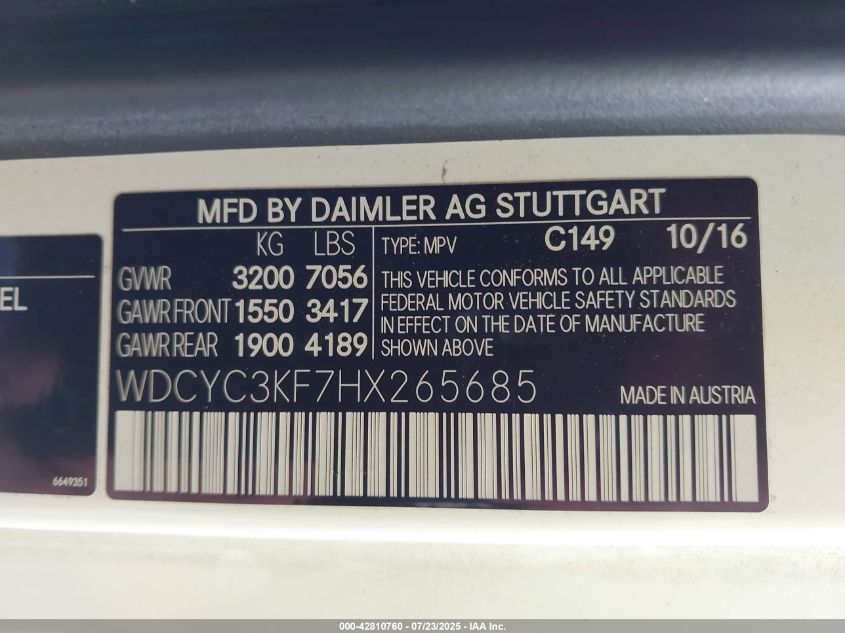 MFD BY DAIMLER AG STUTTGART
KG LBS
GVWR 3200 7056
GAWR FRONT 1550 3417
GAWR REAR 1900 4189
TYPE: MPV C149 10/16
THIS VEHICLE CONFORMS TO ALL APPLICABLE
FEDERAL MOTOR VEHICLE SAFETY STANDARDS
IN EFFECT ON THE DATE OF MANUFACTURE
SHOWN ABOVE
WDCYC3KF7HX265685 MADE IN AUSTRIA
EL
6649351
000-42810760 - 07/23/2025 - IAA Inc.